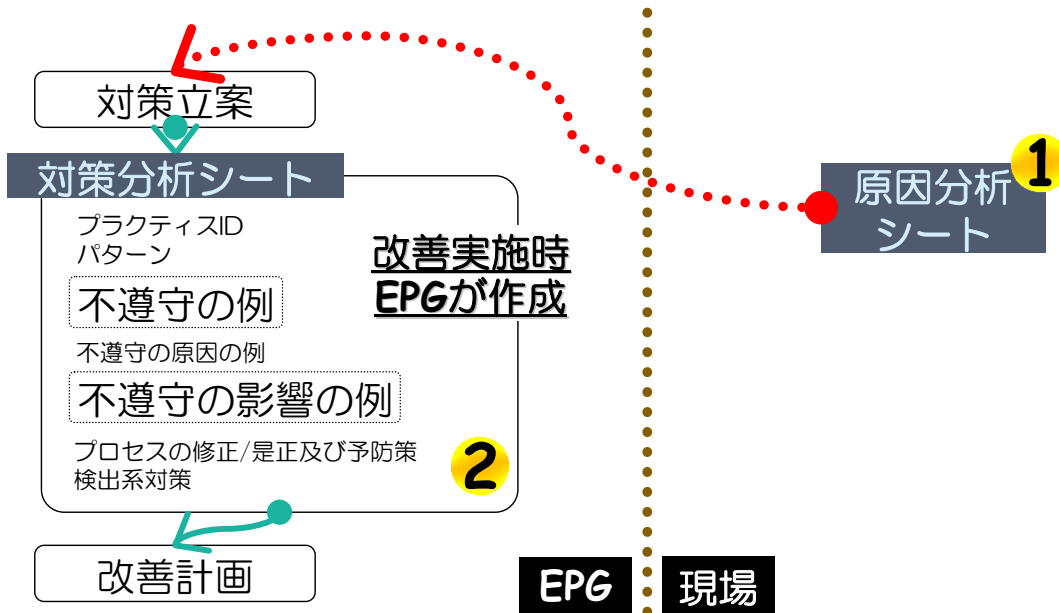 対策立案
対策分析シート
プラクティスID
パターン
不遵守の例
不遵守の原因の例
不遵守の影響の例
プロセスの修正/是正及び予防策
検出系対策
改善実施時
EPGが作成
2
改善計画
1
原因分析
シート
EPG
現場